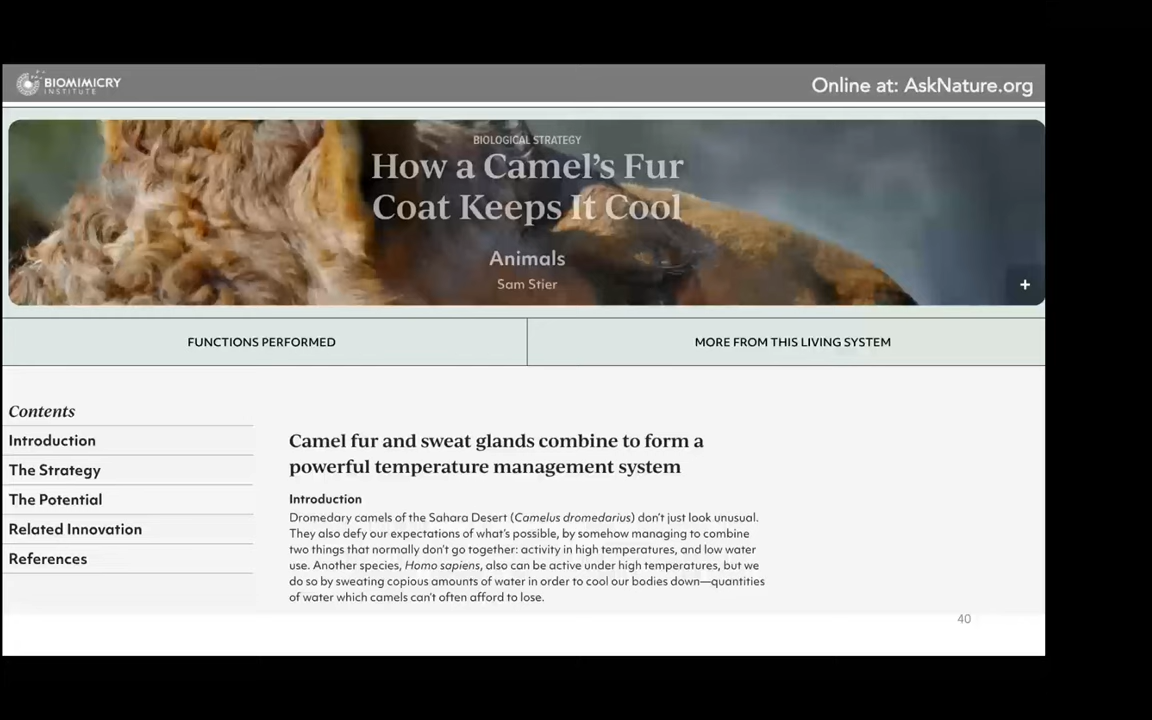 BIOMIMICRY
INSTITUTE
Online at: AskNature.org
BIOLOGICAL STRATEGY
How a Camel's Fur
Coat Keeps It Cool
Animals
Sam Stier
+
FUNCTIONS PERFORMED
MORE FROM THIS LIVING SYSTEM
Contents
Introduction
The Strategy
The Potential
Related Innovation
References
Camel fur and sweat glands combine to form a
powerful temperature management system
Introduction
Dromedary camels of the Sahara Desert (Camelus dromedarius) don't just look unusual.
They also defy our expectations of what's possible, by somehow managing to combine
two things that normally don't go together: activity in high temperatures, and low water
use. Another species, Homo sapiens, also can be active under high temperatures, but we
do so by sweating copious amounts of water in order to cool our bodies down—quantities
of water which camels can't often afford to lose.
40